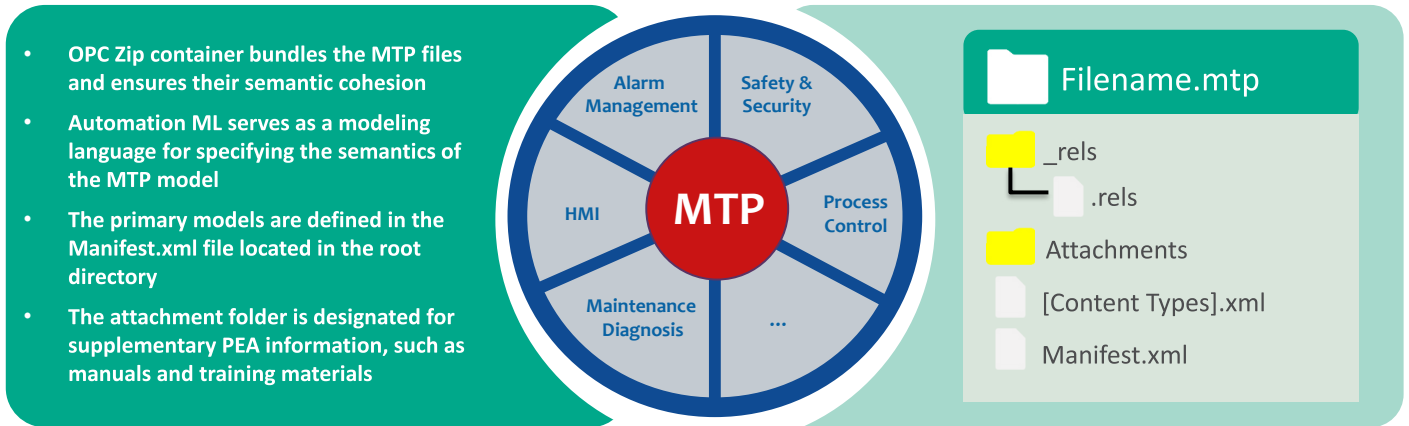 • OPC Zip container bundles the MTP files
and ensures their semantic cohesion
• Automation ML serves as a modeling
language for specifying the semantics of
the MTP model
• The primary models are defined in the
Manifest.xml file located in the root
directory
• The attachment folder is designated for
supplementary PEA information, such as
manuals and training materials
Alarm
Management
Safety &
Security
HMI
MTP
Process
Control
Maintenance
Diagnosis
...
Filename.mtp
_rels
.rels
Attachments
[Content Types].xml
Manifest.xml